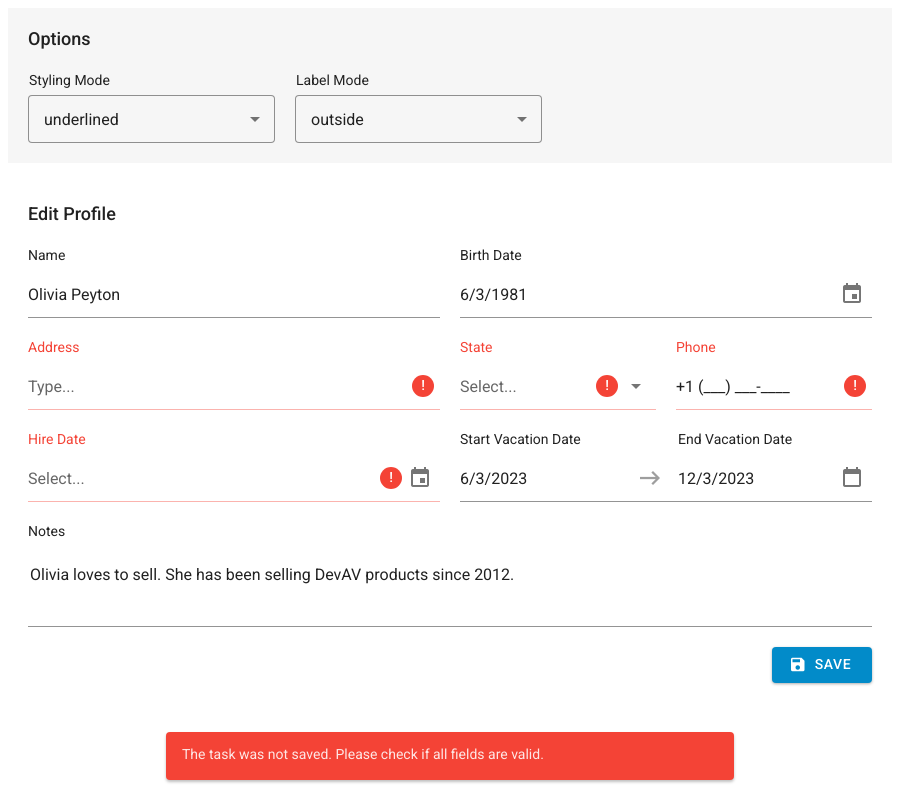 Options
Styling Mode Label Mode
underlined outside
Edit Profile
Name Birth Date
Olivia Peyton 6/3/1981
Address State Phone
Type... ! Select... ! +1 (___) ___-____ !
Hire Date Start Vacation Date End Vacation Date
Select... ! 6/3/2023 → 12/3/2023
Notes
Olivia loves to sell. She has been selling DevAV products since 2012.
SAVE
The task was not saved. Please check if all fields are valid.